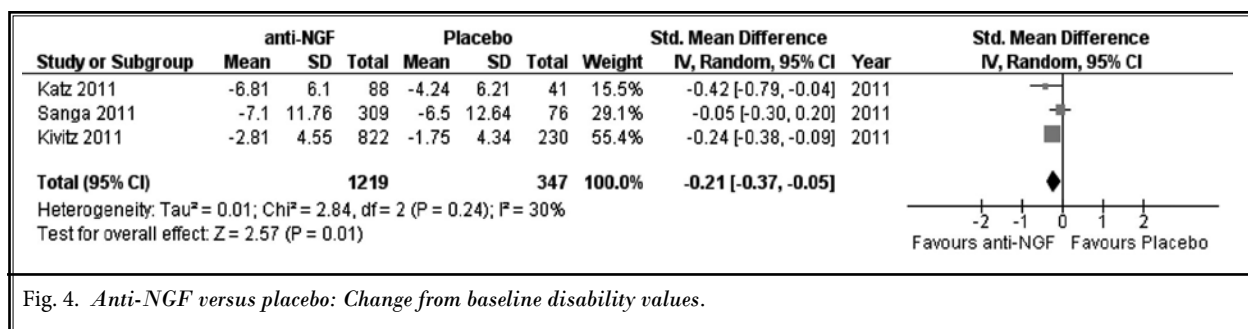 anti-NGF Placebo Std. Mean Difference Std. Mean Difference
Study or Subgroup Mean SD Total Mean SD Total Weight IV, Random, 95% CI Year IV, Random, 95% CI
Katz 2011 -6.81 6.1 88 -4.24 6.21 41 15.5% -0.42 [-0.79, -0.04] 2011
Sanga 2011 -7.1 11.76 309 -6.5 12.64 76 29.1% -0.05 [-0.30, 0.20] 2011
Kivitz 2011 -2.81 4.55 822 -1.75 4.34 230 55.4% -0.24 [-0.38, -0.09] 2011
Total (95% CI) 1219 347 100.0% -0.21 [-0.37, -0.05]
Heterogeneity: Tau² = 0.01; Chi² = 2.84, df = 2 (P = 0.24); I² = 30%
Test for overall effect: Z = 2.57 (P = 0.01)
-2 -1 0 1 2
Favours anti-NGF Favours Placebo
Fig. 4. Anti-NGF versus placebo: Change from baseline disability values.